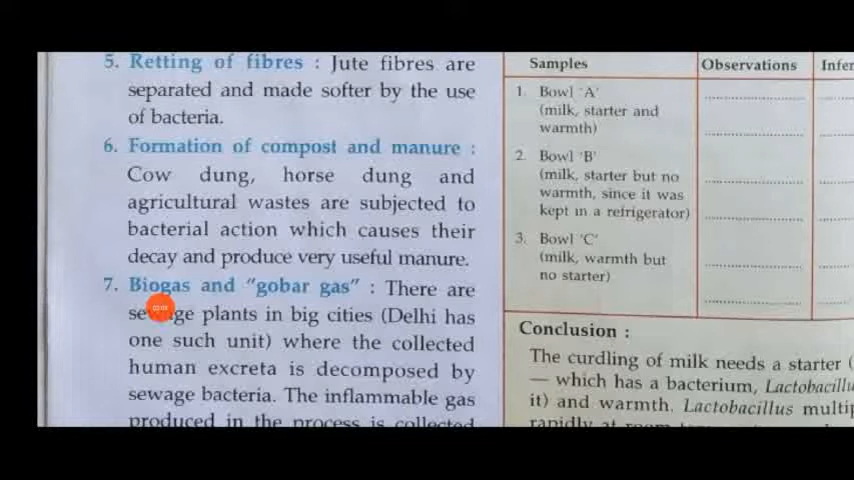 5. Retting of fibres : Jute fibres are
separated and made softer by the use
of bacteria.
6. Formation of compost and manure :
Cow dung, horse dung and
agricultural wastes are subjected to
bacterial action which causes their
decay and produce very useful manure.
7. Biogas and "gobar gas" : There are
plants in big cities (Delhi has
one such unit) where the collected
human excreta is decomposed by
sewage bacteria. The inflammable gas
produced in the process is collected
Samples Observations Infer
1. Bowl 'A'
(milk, starter and
warmth)
2. Bowl 'B'
(milk, starter but no
warmth, since it was
kept in a refrigerator)
3. Bowl 'C'
(milk, warmth but
no starter)
Conclusion :
The curdling of milk needs a starter (
— which has a bacterium, Lactobacillu
it) and warmth. Lactobacillus multip
rapidly at room